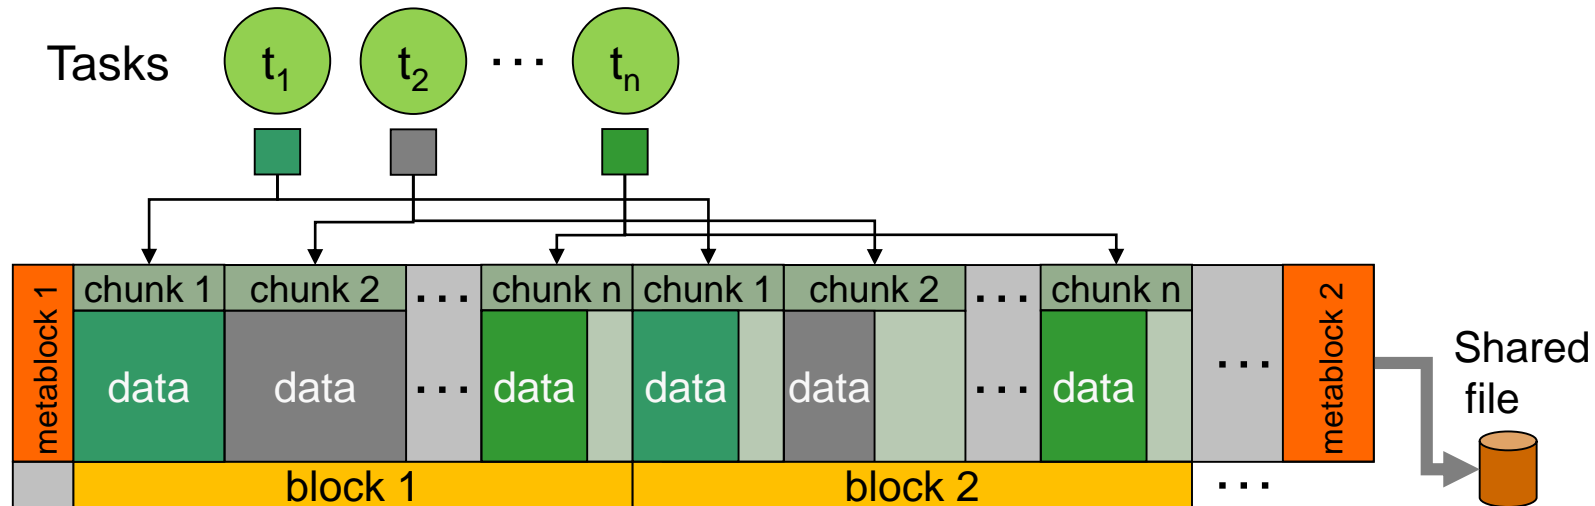 Tasks
t1 t2 ... tn
metablock 1
chunk 1 chunk 2 ... chunk n chunk 1 chunk 2 ... chunk n
data data ... data data data ... data ...
metablock 2
Shared
file
block 1 block 2 ...